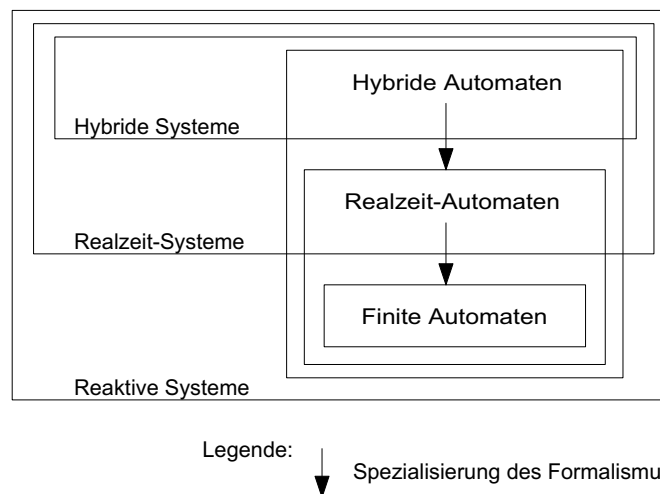 Hybride Automaten
Hybride Systeme
Realzeit-Automaten
Realzeit-Systeme
Finite Automaten
Reaktive Systeme
Legende:
Spezialisierung des Formalismu